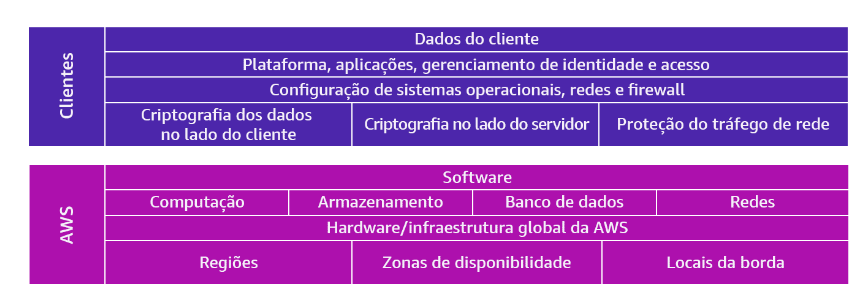 Clientes
Dados do cliente
Plataforma, aplicações, gerenciamento de identidade e acesso
Configuração de sistemas operacionais, redes e firewall
Criptografia dos dados
no lado do cliente
Criptografia no lado do servidor
Proteção do tráfego de rede
AWS
Software
Computação
Armazenamento
Banco de dados
Redes
Hardware/infraestrutura global da AWS
Regiões
Zonas de disponibilidade
Locais da borda